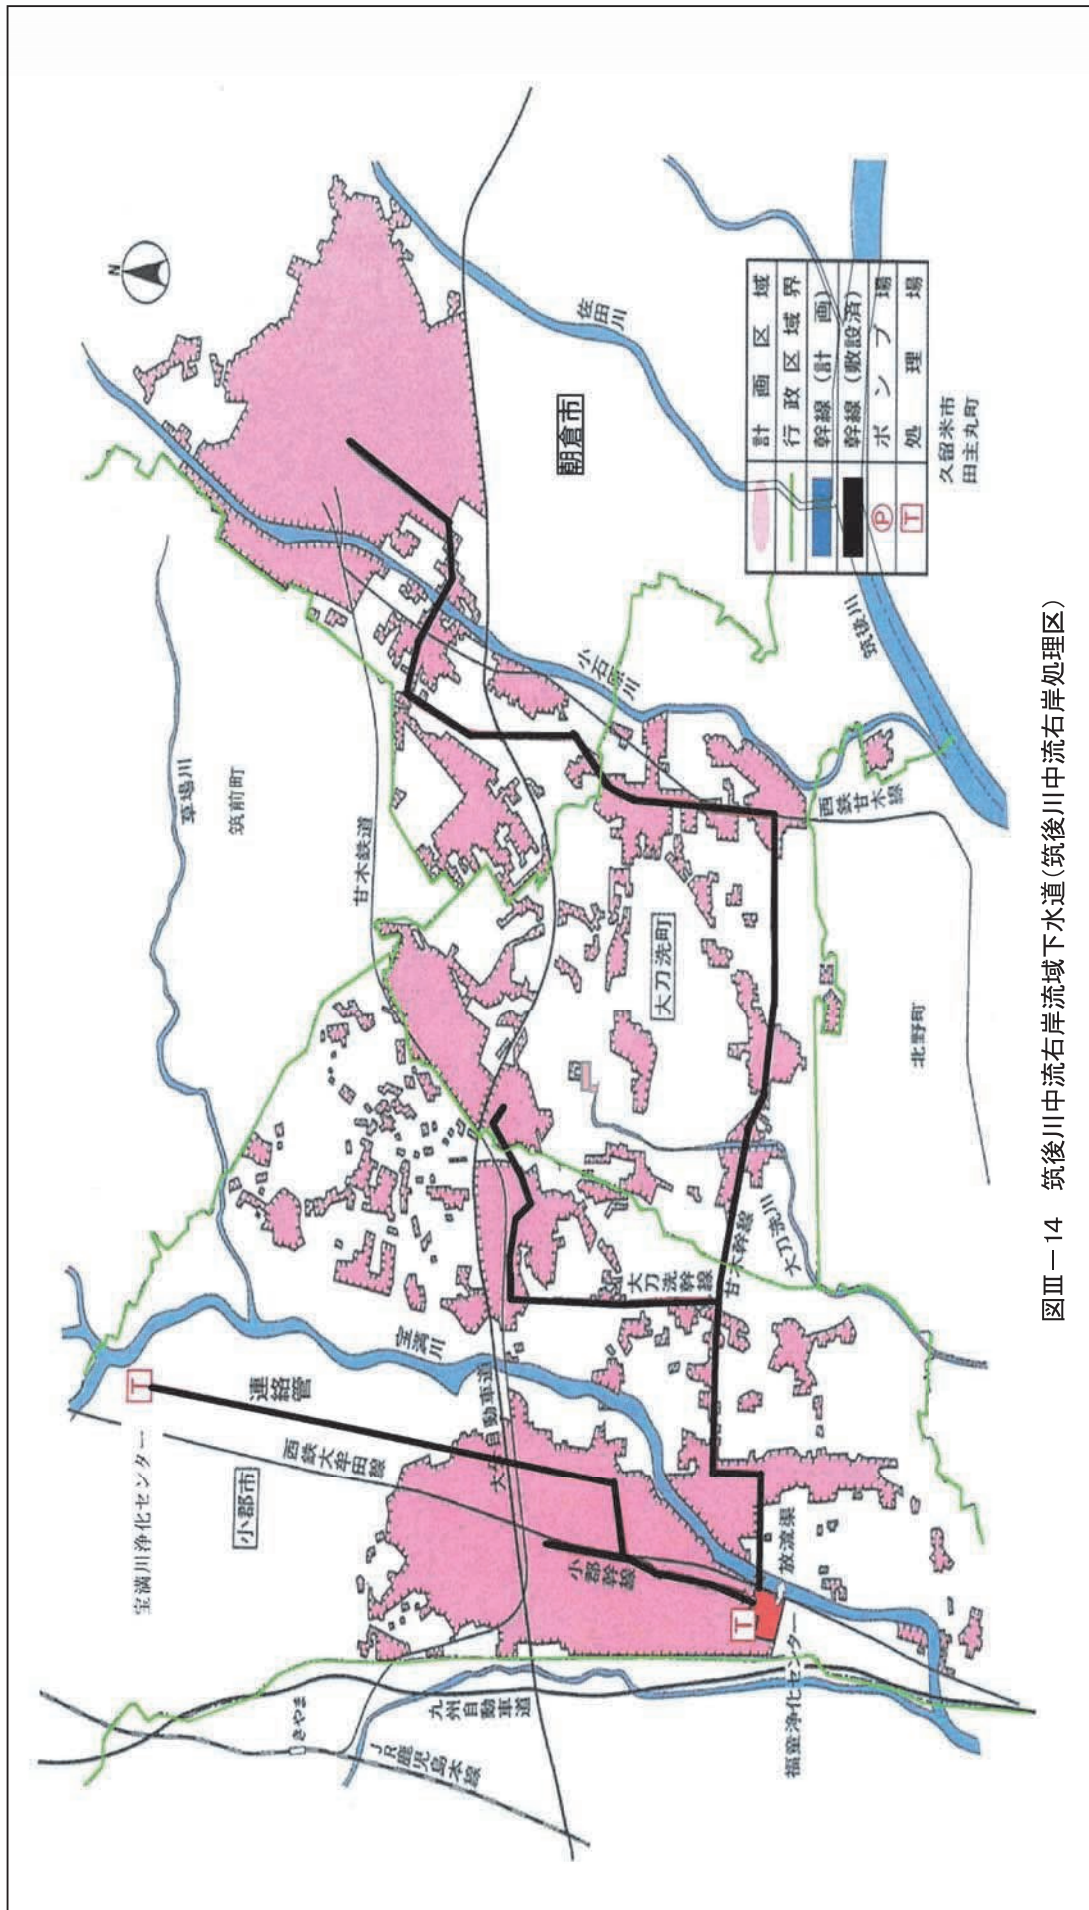 N
宝満川浄化センター
T
小郡市
西鉄大牟田線
連絡管
宝満川
きやま
JR鹿児島本線
九州自動車道
大分自動車道
小郡幹線
T
福童浄化センター
放流渠
草場川
筑前町
甘木鉄道
大刀洗幹線
甘木幹線
大刀洗川
大刀洗町
北野町
西鉄甘木線
小石原川
佐田川
朝倉市
筑後川
久留米市
田主丸町
計画区域
行政区域界
幹線(計画)
幹線(敷設済)
P ポンプ場
T 処理場
図Ⅲ－14 筑後川中流右岸流域下水道(筑後川中流右岸処理区)